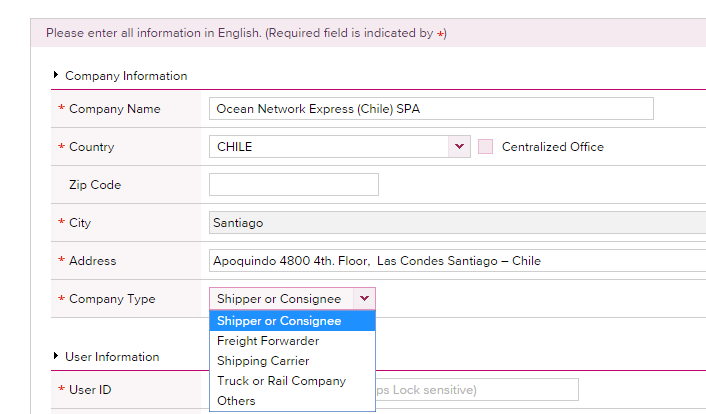 Please enter all information in English. (Required field is indicated by *)
Company Information
* Company Name Ocean Network Express (Chile) SPA
* Country CHILE Centralized Office
Zip Code
* City Santiago
* Address Apoquindo 4800 4th. Floor, Las Condes Santiago – Chile
* Company Type Shipper or Consignee
Shipper or Consignee
Freight Forwarder
Shipping Carrier
Truck or Rail Company
Others
User Information
* User ID Lock sensitive)